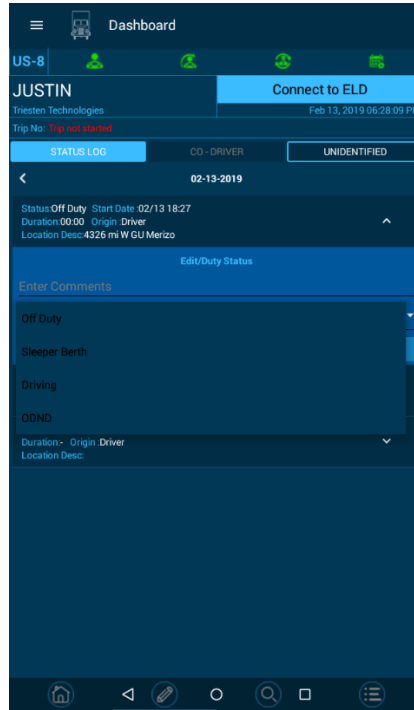 Dashboard
US-8
JUSTIN
Connect to ELD
Triesten Technologies
Feb 13, 2019 06:28:09 P
Trip No: Trip not started
STATUS LOG
CO - DRIVER
UNIDENTIFIED
02-13-2019
Status:Off Duty Start Date :02/13 18:27
Duration:00:00 Origin :Driver
Location Desc:4326 mi W GU Merizo
Edit/Duty Status
Enter Comments
Off Duty
Sleeper Berth
Driving
ODND
Duration:- Origin :Driver
Location Desc: